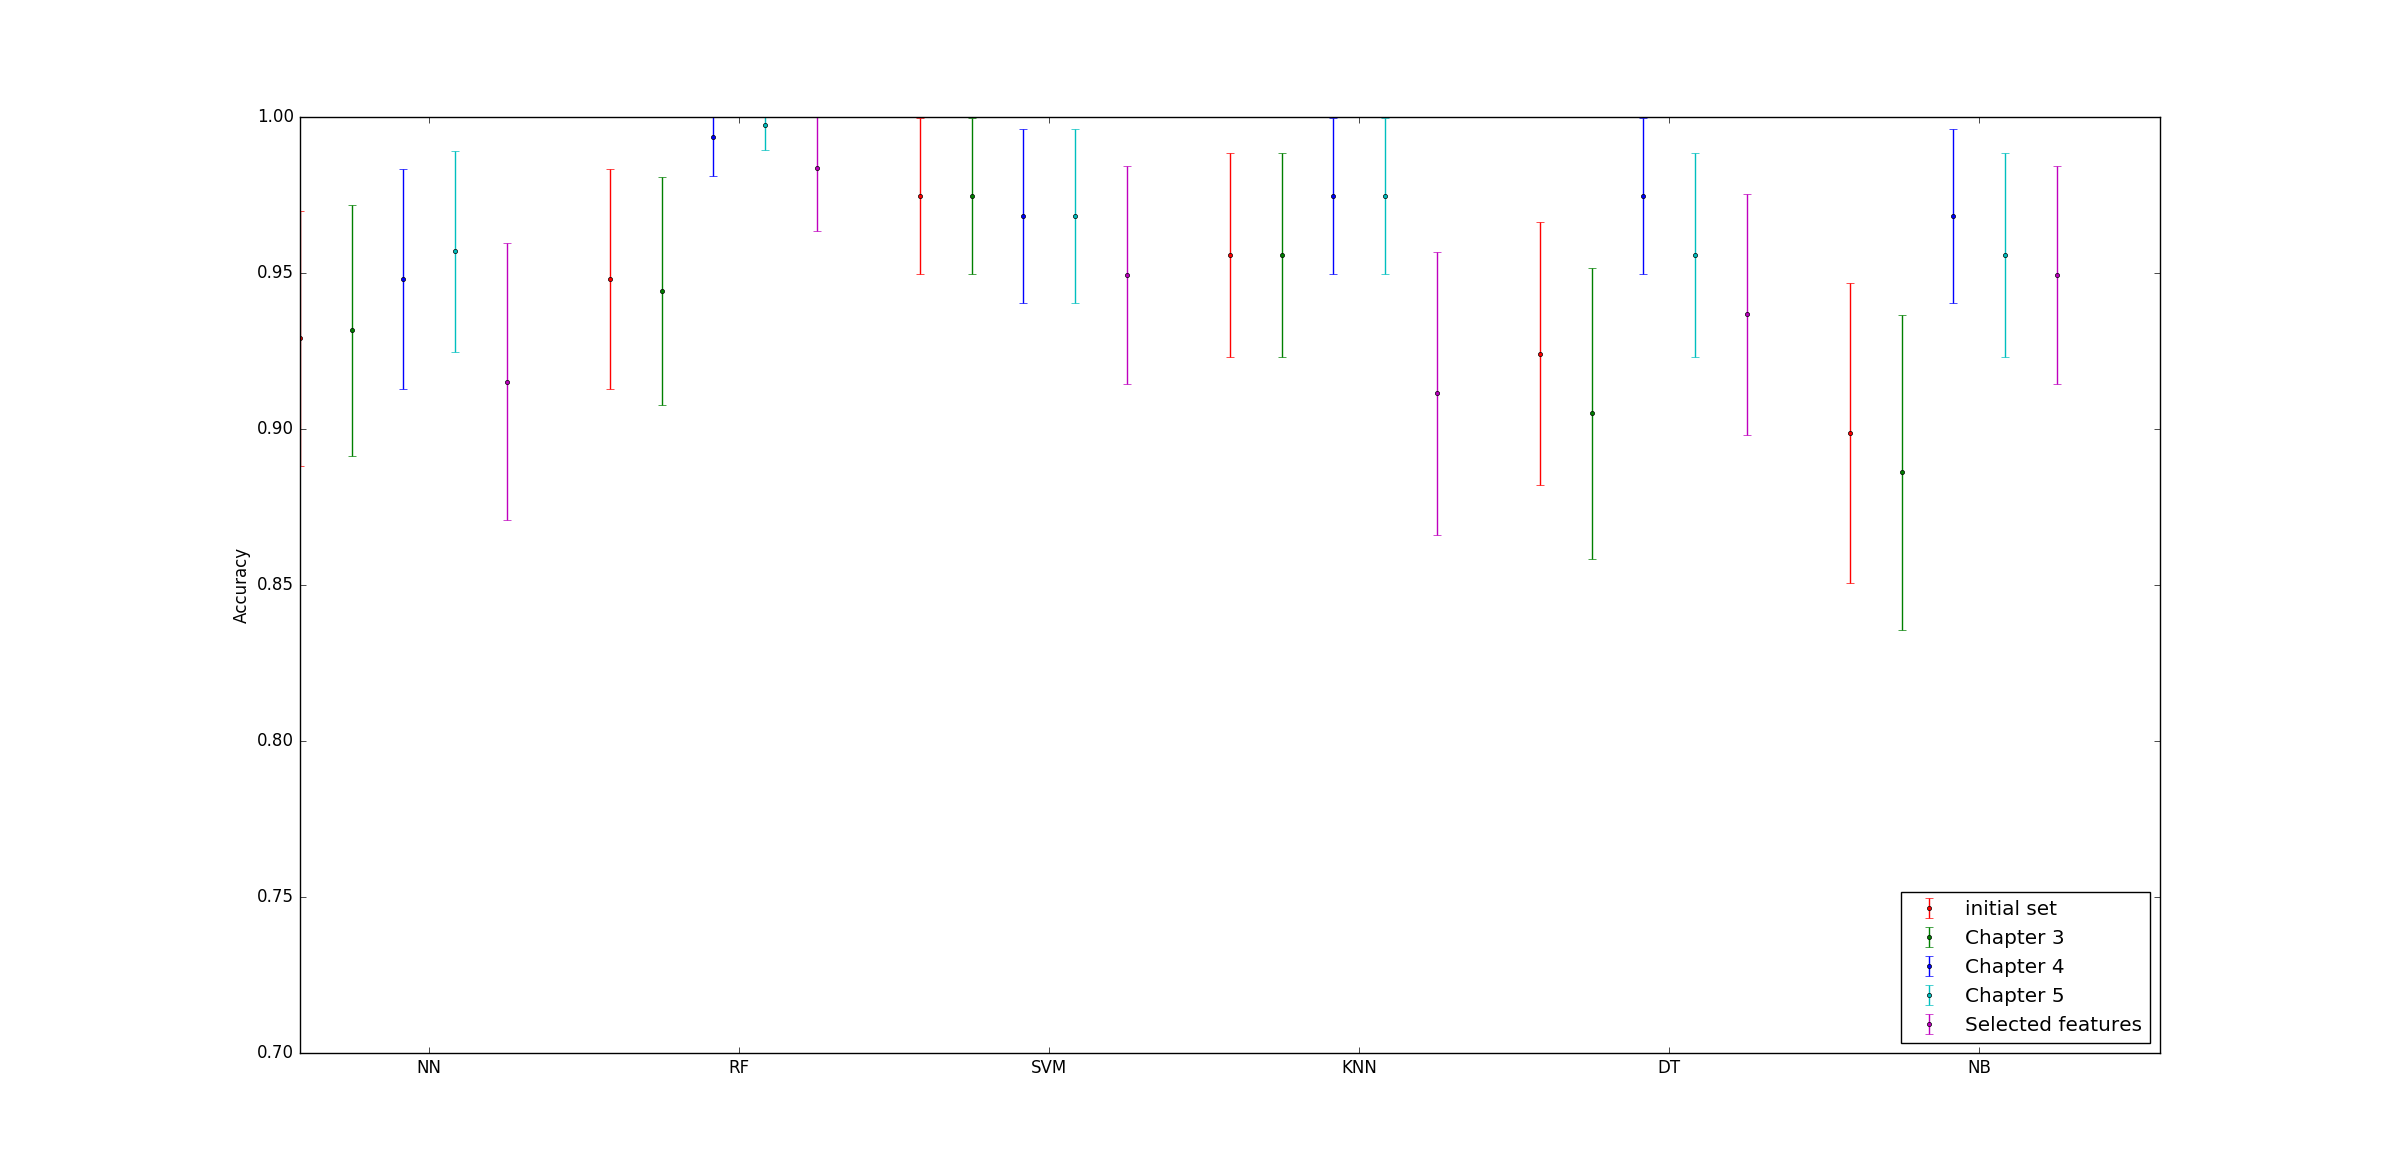 1.00
0.95
0.90
0.85
0.80
0.75
0.70
Accuracy
NN RF SVM KNN DT NB
initial set
Chapter 3
Chapter 4
Chapter 5
Selected features